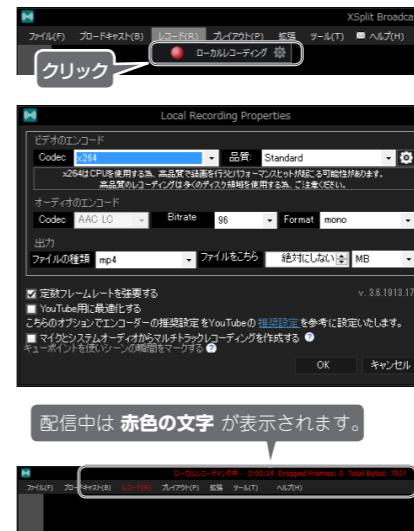 XSplit Broadca
ファイル(F) ブロードキャスト(B) レコード(R) プレイアウト(P) 拡張 ツール(T) ヘルプ(H)
ローカルレコーディング
クリック
Local Recording Properties
ビデオのエンコード
Codec x264 品質: Standard
x264はCPUを使用する為、高品質で録画を行うとパフォーマンスヒットが起こる可能性があります。
高品質のレコーディングは多くのディスク領域を使用する為、ご注意ください。
オーディオのエンコード
Codec AAC LC Bitrate 96 Format mono
出力
ファイルの種類 mp4 ファイルをこちら 絶対にしない MB
定数フレームレートを強要する v. 3.6.1913.17
YouTube用に最適化する
こちらのオプションでエンコーダーの推奨設定をYouTubeの 推奨設定 を参考に設定いたします。
マイクとシステムオーディオからマルチトラックレコーディングを作成する
キューポイントを使いシーンの瞬間をマークする
OK キャンセル
配信中は 赤色の文字 が表示されます。
ローカルレコーディング中 - 0:00:14 Dropped Frames: 0 Total Bytes: 7937
ファイル(F) ブロードキャスト(B) レコード(R) プレイアウト(P) 拡張 ツール(T) ヘルプ(H)